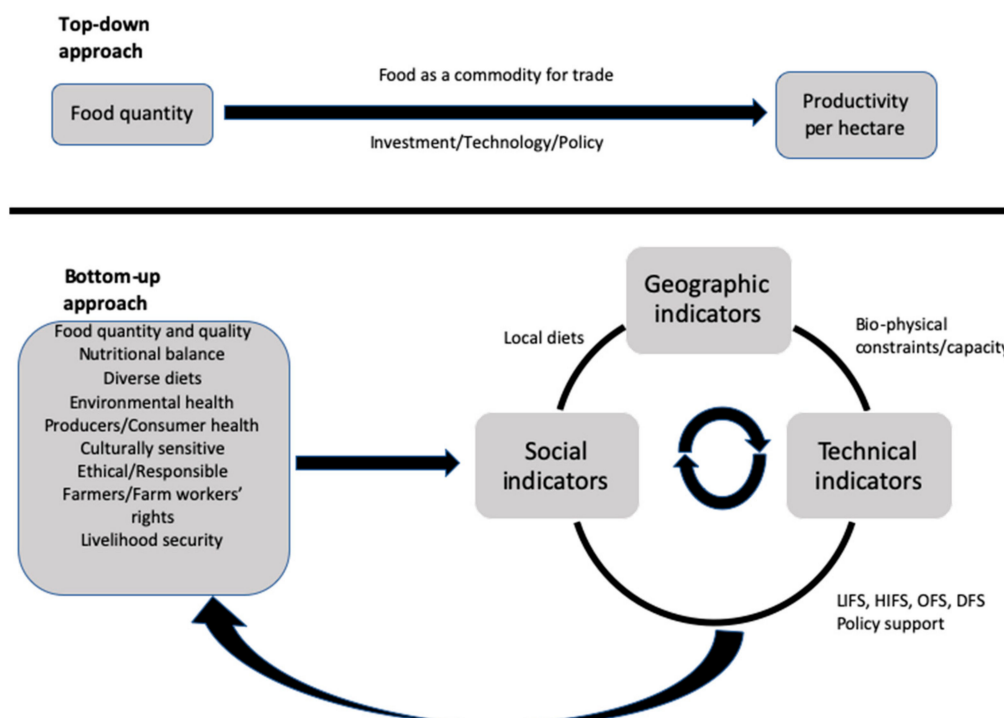 Top-down
approach
Food as a commodity for trade
Food quantity
Productivity
per hectare
Investment/Technology/Policy
Bottom-up
approach
Food quantity and quality
Nutritional balance
Diverse diets
Environmental health
Producers/Consumer health
Culturally sensitive
Ethical/Responsible
Farmers/Farm workers'
rights
Livelihood security
Geographic
indicators
Local diets
Bio-physical
constraints/capacity
Social
indicators
Technical
indicators
LIFS, HIFS, OFS, DFS
Policy support